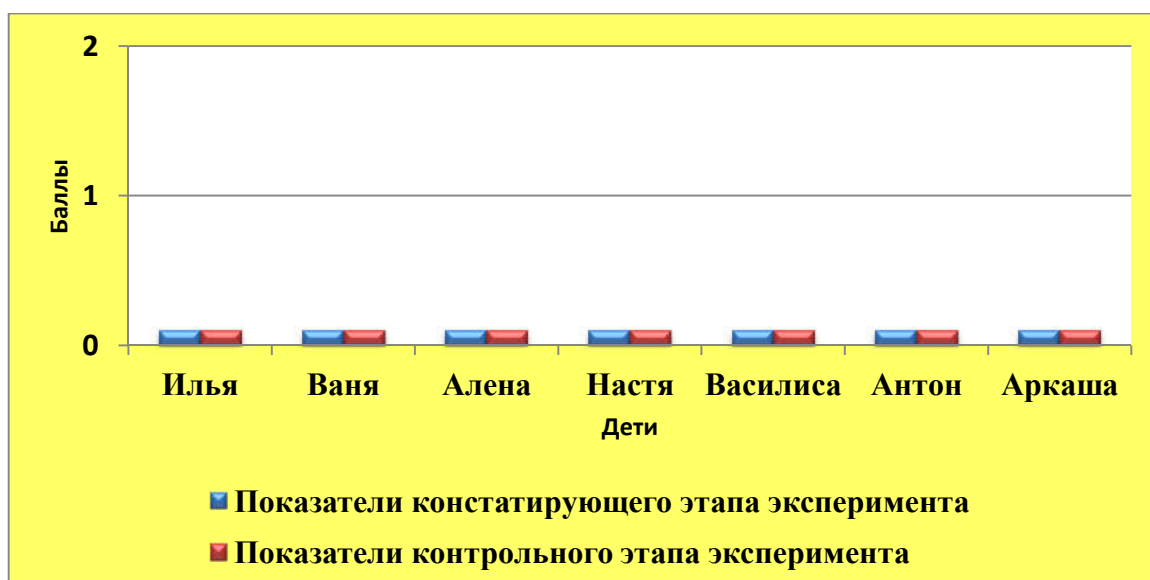 2
1
0
Баллы
Илья Ваня Алена Настя Василиса Антон Аркаша
Дети
Показатели констатирующего этапа эксперимента
Показатели контрольного этапа эксперимента